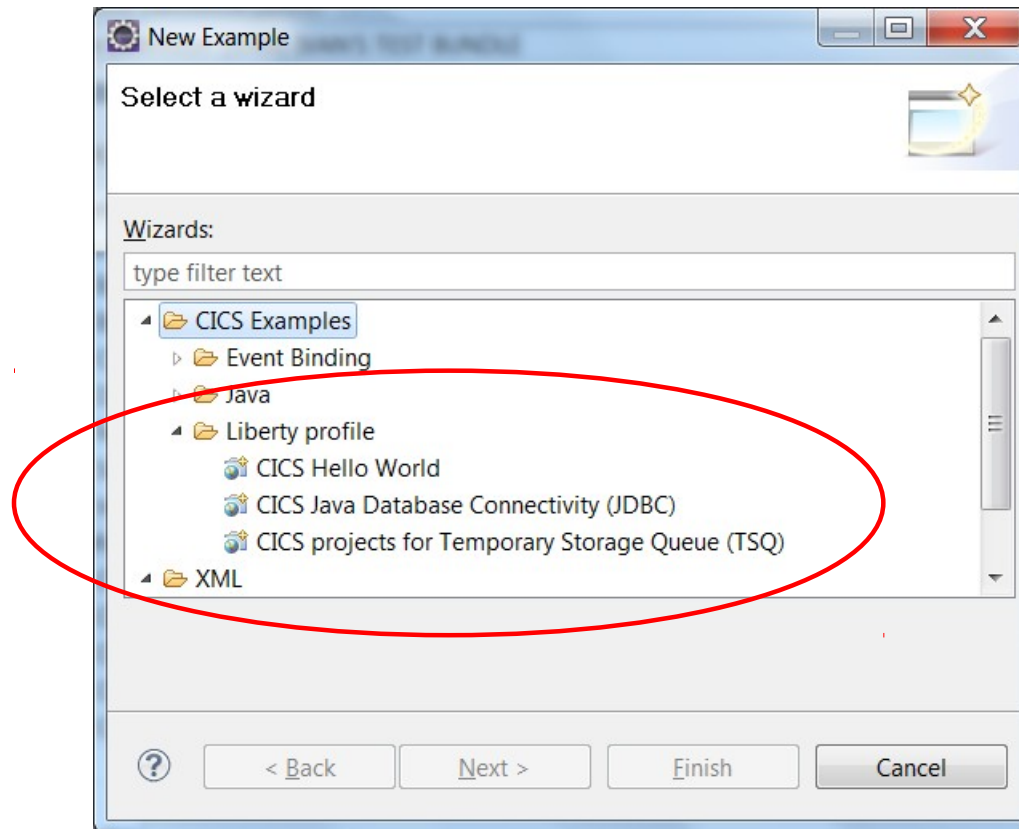 New Example
Select a wizard
Wizards:
type filter text
CICS Examples
Event Binding
Java
Liberty profile
CICS Hello World
CICS Java Database Connectivity (JDBC)
CICS projects for Temporary Storage Queue (TSQ)
XML
< Back Next > Finish Cancel